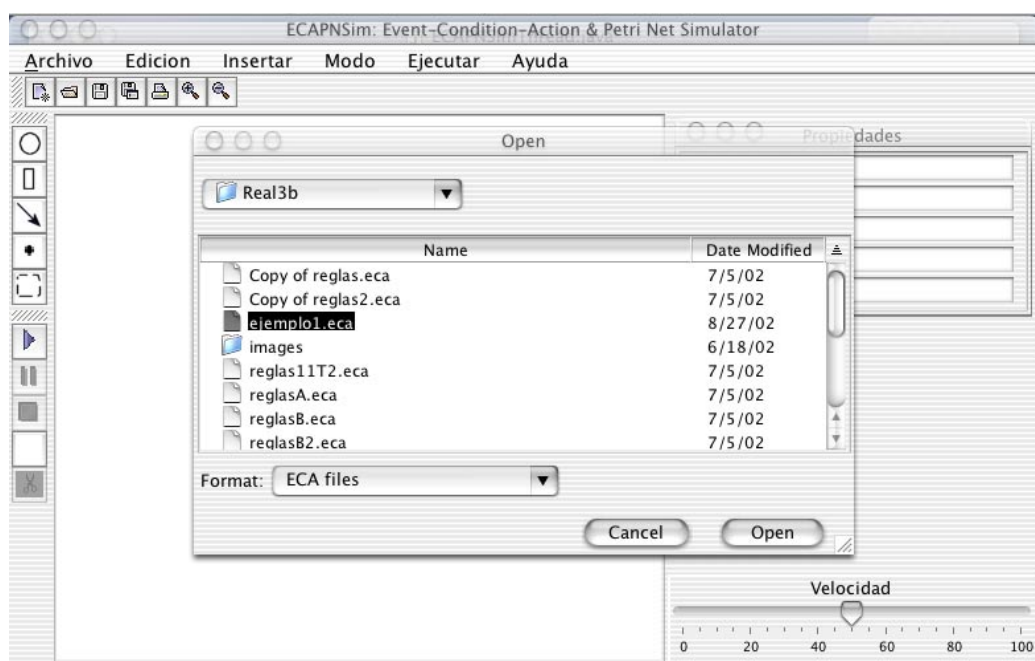 ECAPNSim: Event-Condition-Action & Petri Net Simulator
Archivo Edicion Insertar Modo Ejecutar Ayuda
Open
Propiedades
Real3b
Name Date Modified
Copy of reglas.eca 7/5/02
Copy of reglas2.eca 7/5/02
ejemplo1.eca 8/27/02
images 6/18/02
reglas11T2.eca 7/5/02
reglasA.eca 7/5/02
reglasB.eca 7/5/02
reglasB2.eca 7/5/02
Format: ECA files
Cancel Open
Velocidad
0 20 40 60 80 100